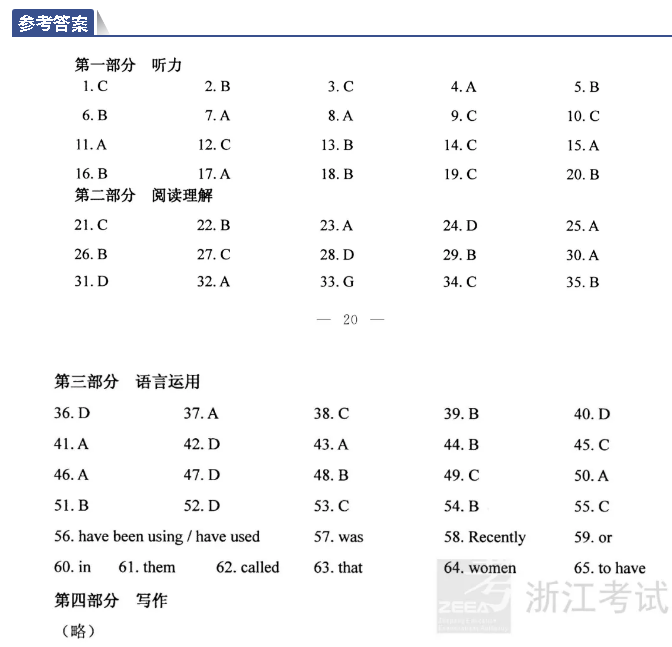 参考答案
第一部分 听力
1. C 2. B 3. C 4. A 5. B
6. B 7. A 8. A 9. C 10. C
11. A 12. C 13. B 14. C 15. A
16. B 17. A 18. B 19. C 20. B
第二部分 阅读理解
21. C 22. B 23. A 24. D 25. A
26. B 27. C 28. D 29. B 30. A
31. D 32. A 33. G 34. C 35. B
— 20 —
第三部分 语言运用
36. D 37. A 38. C 39. B 40. D
41. A 42. D 43. A 44. B 45. C
46. A 47. D 48. B 49. C 50. A
51. B 52. D 53. C 54. B 55. C
56. have been using / have used 57. was 58. Recently 59. or
60. in 61. them 62. called 63. that 64. women 65. to have
第四部分 写作
（略）
ZEEA
浙江考试